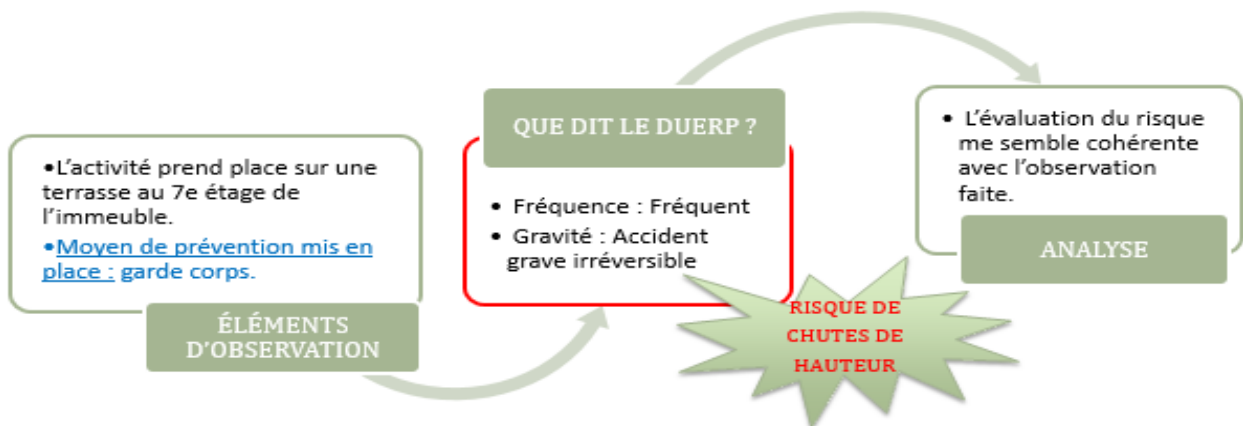 •L’activité prend place sur une
terrasse au 7e étage de
l’immeuble.
•Moyen de prévention mis en
place : garde corps.
ÉLÉMENTS
D’OBSERVATION
QUE DIT LE DUERP ?
• Fréquence : Fréquent
• Gravité : Accident
grave irréversible
RISQUE DE
CHUTES DE
HAUTEUR
• L’évaluation du risque
me semble cohérente
avec l’observation
faite.
ANALYSE